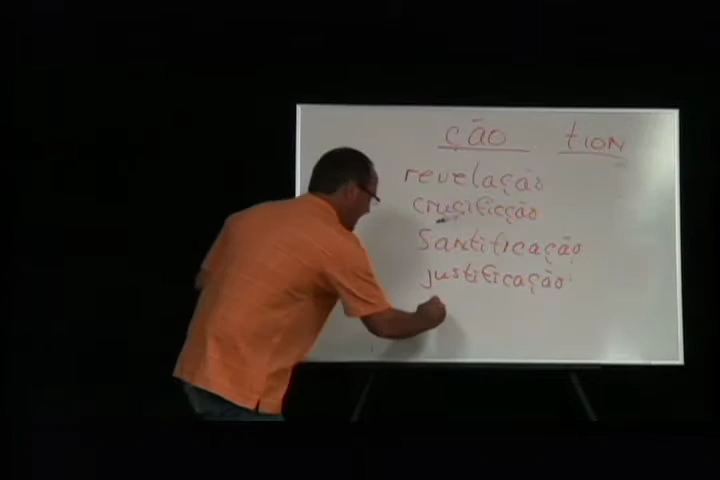 ção tion
revelação
crucificção
Santificação
justificação